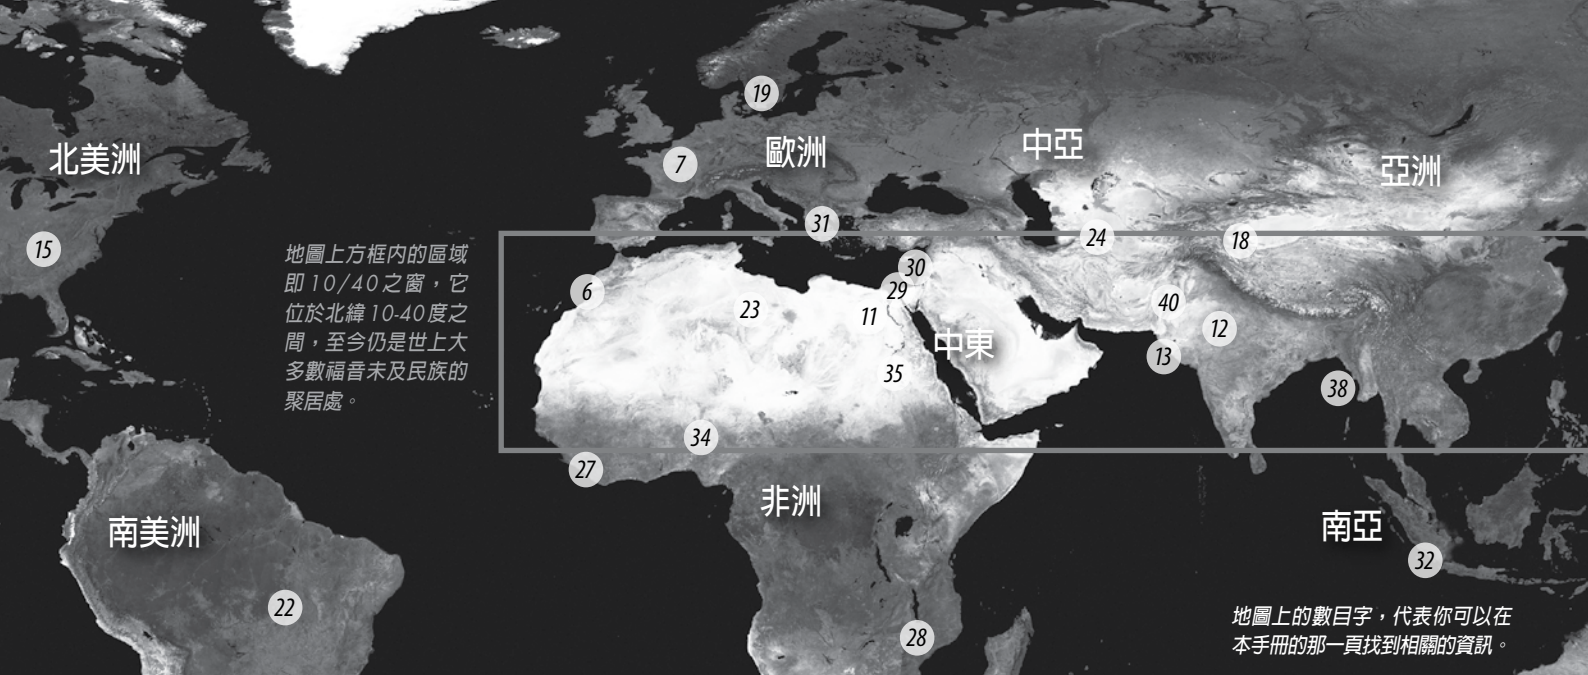 19
北美洲
7
歐洲
中亞
亞洲
15
31
24
18
地圖上方框内的區域
即10/40之窗，它
位於北緯10-40度之
間，至今仍是世上大
多數福音未及民族的
聚居處。
6
23
30
29
11
40
12
中東
13
35
38
34
27
非洲
南美洲
南亞
32
22
28
地圖上的數目字，代表你可以在
本手冊的那一頁找到相關的資訊。